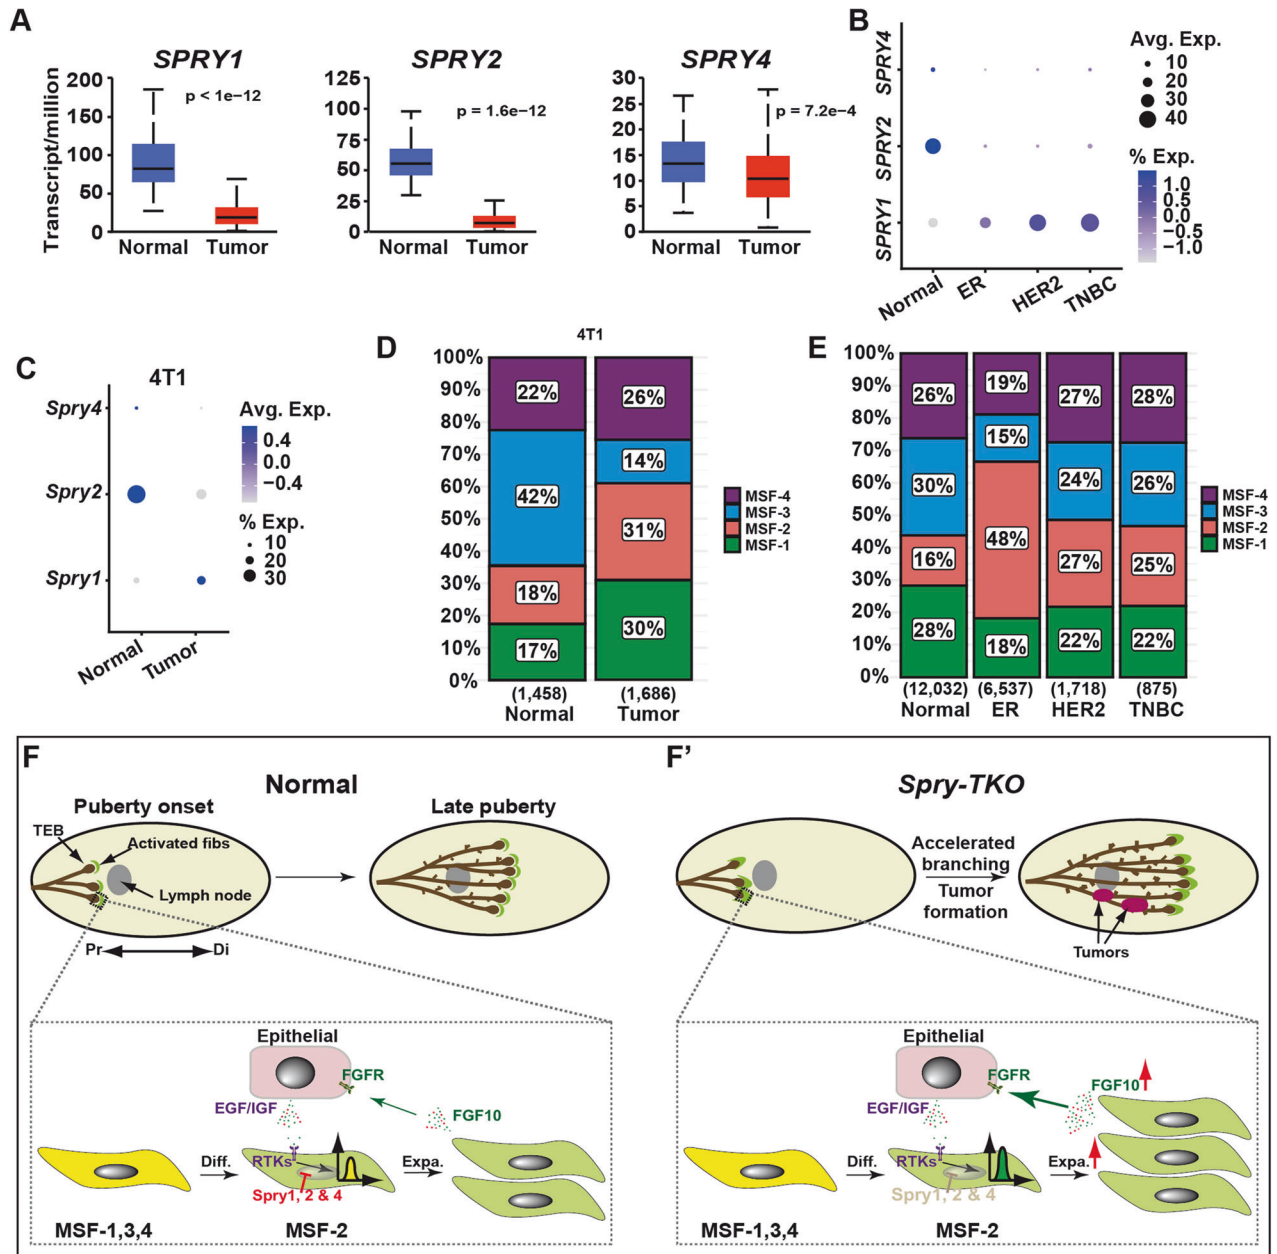 A
SPRY1
SPRY2
SPRY4
Transcript/million
200
150
100
50
0
p < 1e−12
Normal
Tumor
125
100
75
50
25
0
p = 1.6e−12
Normal
Tumor
30
25
20
15
10
5
0
p = 7.2e−4
Normal
Tumor
B
SPRY4
SPRY2
SPRY1
Normal
ER
HER2
TNBC
Avg. Exp.
10
20
30
40
% Exp.
1.0
0.5
0.0
−0.5
−1.0
C
4T1
Spry4
Spry2
Spry1
Normal
Tumor
Avg. Exp.
0.4
0.0
−0.4
% Exp.
10
20
30
D
4T1
100%
90%
80%
70%
60%
50%
40%
30%
20%
10%
0%
22%
42%
18%
17%
26%
14%
31%
30%
(1,458)
Normal
(1,686)
Tumor
MSF-4
MSF-3
MSF-2
MSF-1
E
100%
90%
80%
70%
60%
50%
40%
30%
20%
10%
0%
26%
30%
16%
28%
19%
15%
48%
18%
27%
24%
27%
22%
28%
26%
25%
22%
(12,032)
Normal
(6,537)
ER
(1,718)
HER2
(875)
TNBC
MSF-4
MSF-3
MSF-2
MSF-1
F
Normal
Puberty onset
Late puberty
TEB
Activated fibs
Lymph node
Pr
Di
Epithelial
FGFR
EGF/IGF
FGF10
Diff.
RTKs
Expa.
Spry1, 2 & 4
MSF-1,3,4
MSF-2
F’
Spry-TKO
Accelerated
branching
Tumor
formation
Tumors
Epithelial
FGFR
FGF10
EGF/IGF
Diff.
RTKs
Expa.
Spry1, 2 & 4
MSF-1,3,4
MSF-2